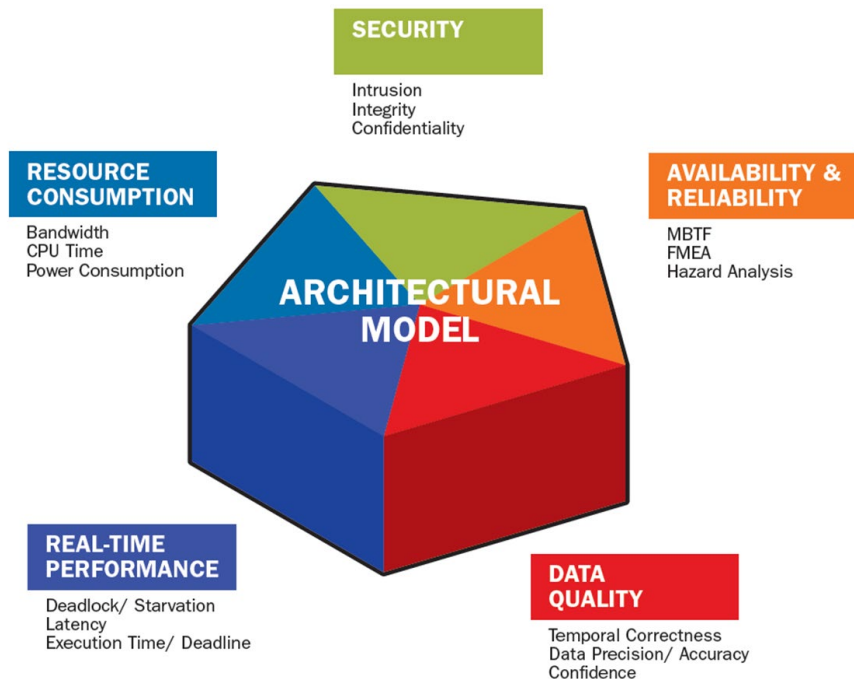 SECURITY
Intrusion
Integrity
Confidentiality
RESOURCE
CONSUMPTION
Bandwidth
CPU Time
Power Consumption
AVAILABILITY &
RELIABILITY
MBTF
FMEA
Hazard Analysis
ARCHITECTURAL
MODEL
REAL-TIME
PERFORMANCE
Deadlock/ Starvation
Latency
Execution Time/ Deadline
DATA
QUALITY
Temporal Correctness
Data Precision/ Accuracy
Confidence